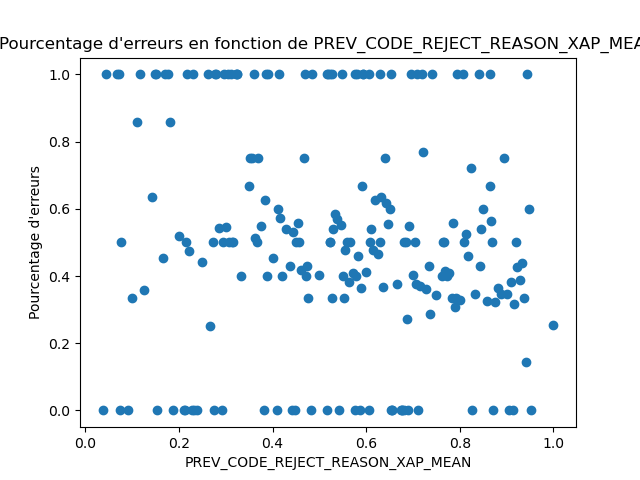 Pourcentage d'erreurs en fonction de PREV_CODE_REJECT_REASON_XAP_MEA
1.0
0.8
0.6
0.4
0.2
0.0
Pourcentage d'erreurs
0.0 0.2 0.4 0.6 0.8 1.0
PREV_CODE_REJECT_REASON_XAP_MEAN